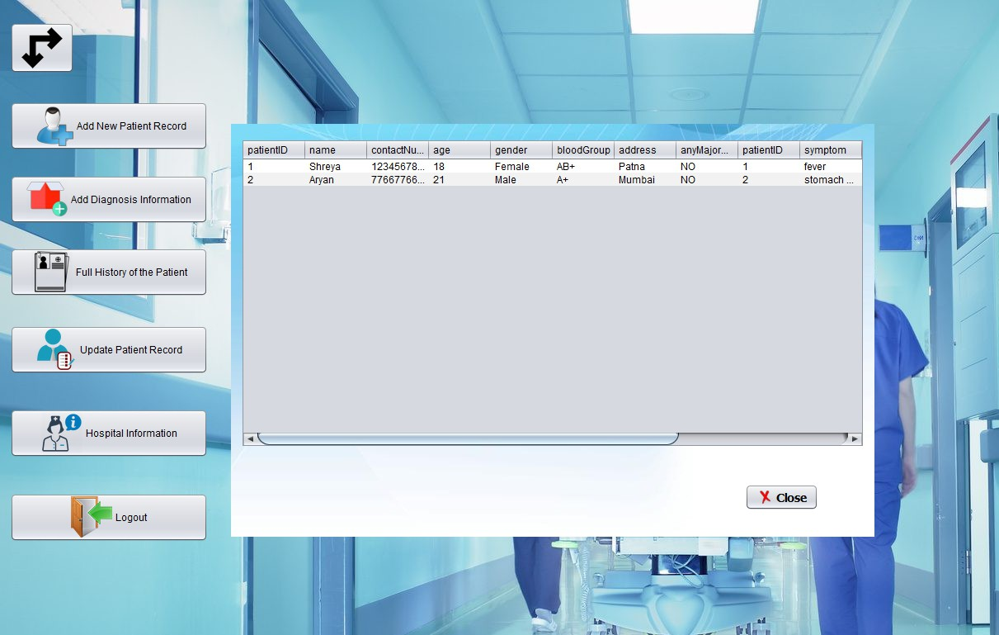 Add New Patient Record
Add Diagnosis Information
Full History of the Patient
Update Patient Record
Hospital Information
Logout
patientID name contactNu... age gender bloodGroup address anyMajor... patientID symptom
1 Shreya 12345678... 18 Female AB+ Patna NO 1 fever
2 Aryan 77667766... 21 Male A+ Mumbai NO 2 stomach ...
Close